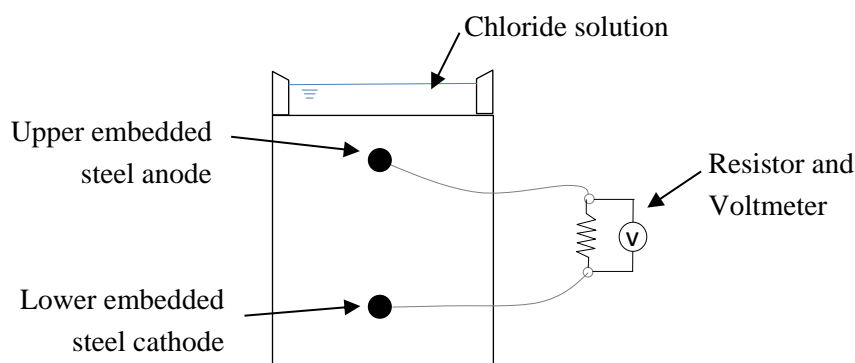 Chloride solution
Upper embedded
steel anode
Resistor and
Voltmeter
V
Lower embedded
steel cathode